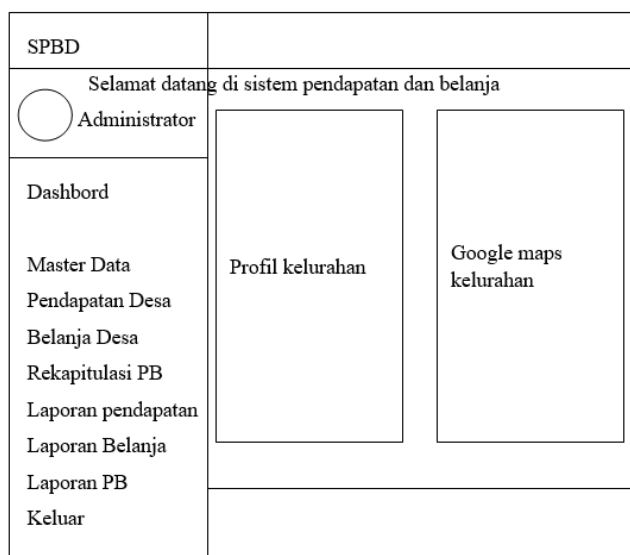 SPBD
Selamat datang di sistem pendapatan dan belanja
Administrator
Dashbord
Master Data
Pendapatan Desa
Belanja Desa
Rekapitulasi PB
Laporan pendapatan
Laporan Belanja
Laporan PB
Keluar
Profil kelurahan
Google maps
kelurahan